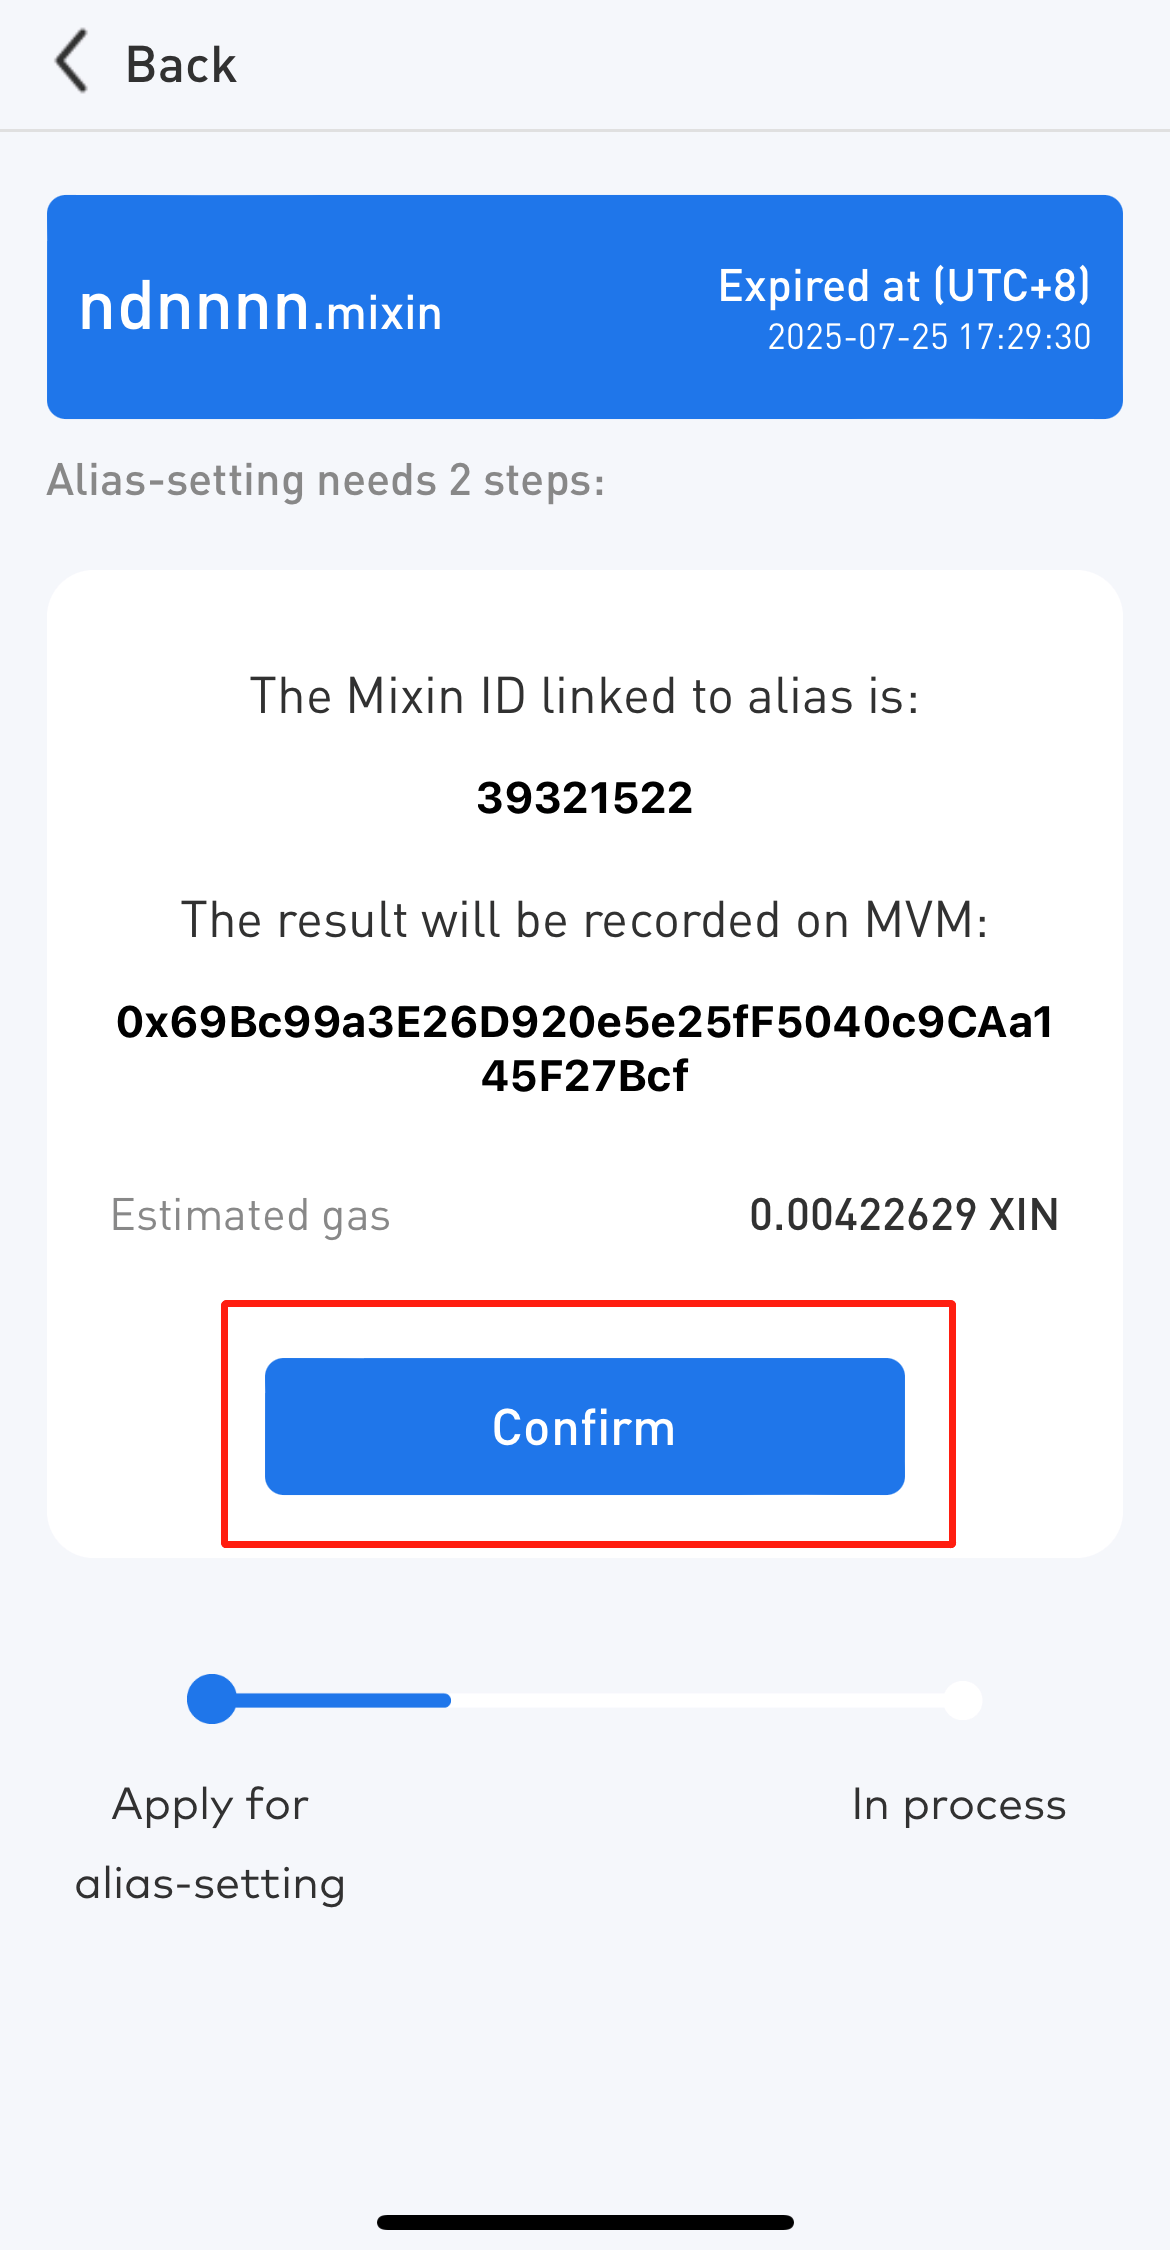 Back
ndnnnn.mixin
Expired at (UTC+8)
2025-07-25 17:29:30
Alias-setting needs 2 steps:
The Mixin ID linked to alias is:
39321522
The result will be recorded on MVM:
0x69Bc99a3E26D920e5e25fF5040c9CAa1
45F27Bcf
Estimated gas
0.00422629 XIN
Confirm
Apply for
alias-setting
In process